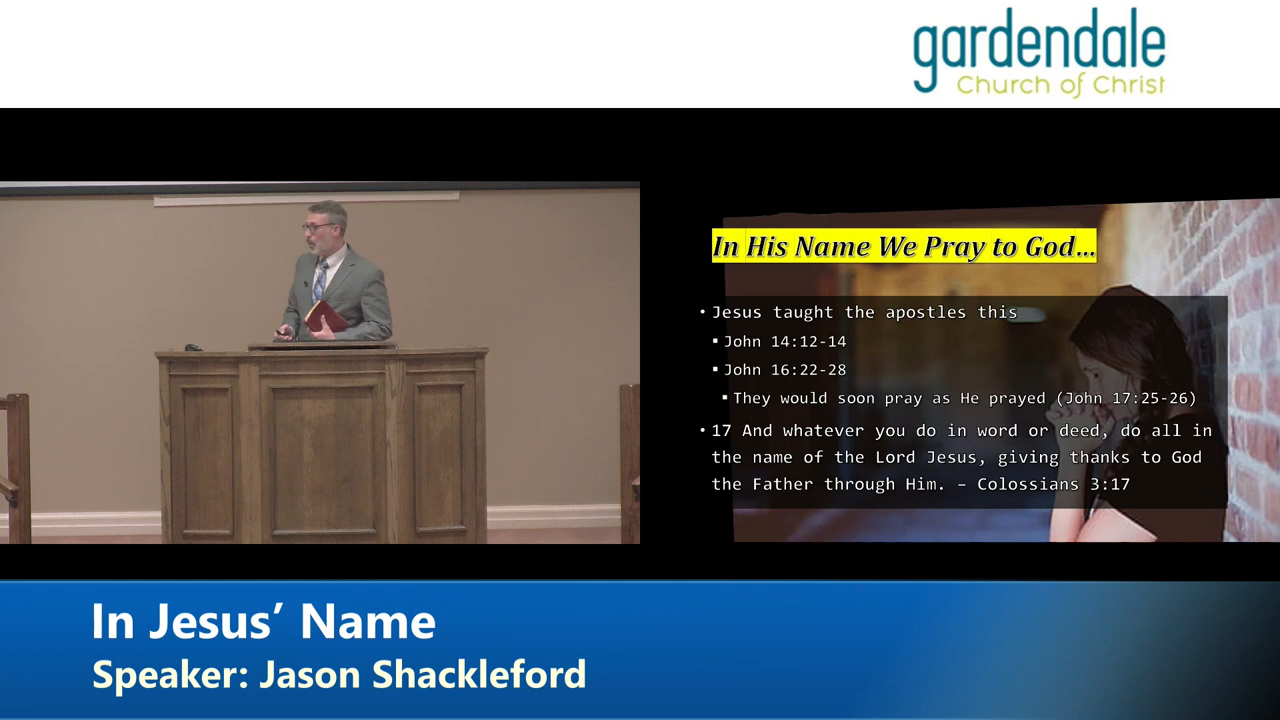 gardendale
Church of Christ
In His Name We Pray to God...
• Jesus taught the apostles this
▪ John 14:12-14
▪ John 16:22-28
▪ They would soon pray as He prayed (John 17:25-26)
• 17 And whatever you do in word or deed, do all in
the name of the Lord Jesus, giving thanks to God
the Father through Him. – Colossians 3:17
In Jesus’ Name
Speaker: Jason Shackleford